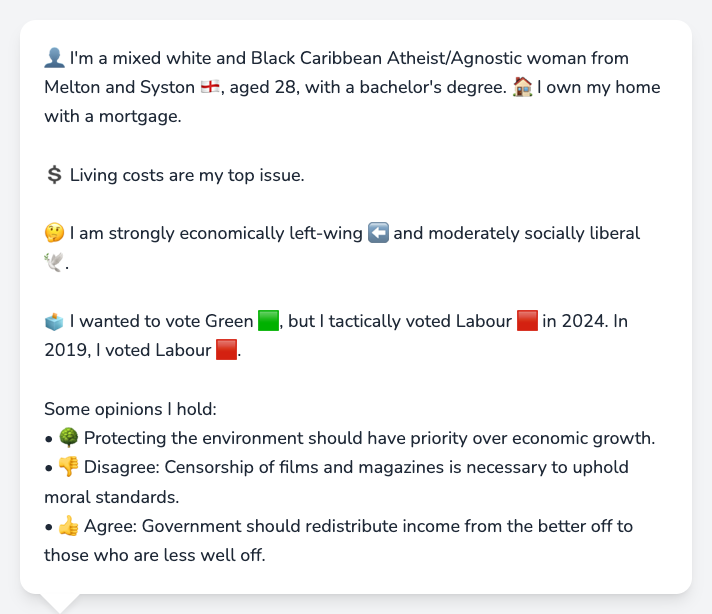 👤 I'm a mixed white and Black Caribbean Atheist/Agnostic woman from
Melton and Syston 🏴󠁧󠁢󠁥󠁮󠁧󠁿, aged 28, with a bachelor's degree. 🏠 I own my home
with a mortgage.
💲 Living costs are my top issue.
🤔 I am strongly economically left-wing ⬅️ and moderately socially liberal
🕊️.
🗳️ I wanted to vote Green 🟩, but I tactically voted Labour 🟥 in 2024. In
2019, I voted Labour 🟥.
Some opinions I hold:
• 🌳 Protecting the environment should have priority over economic growth.
• 👎 Disagree: Censorship of films and magazines is necessary to uphold
moral standards.
• 👍 Agree: Government should redistribute income from the better off to
those who are less well off.